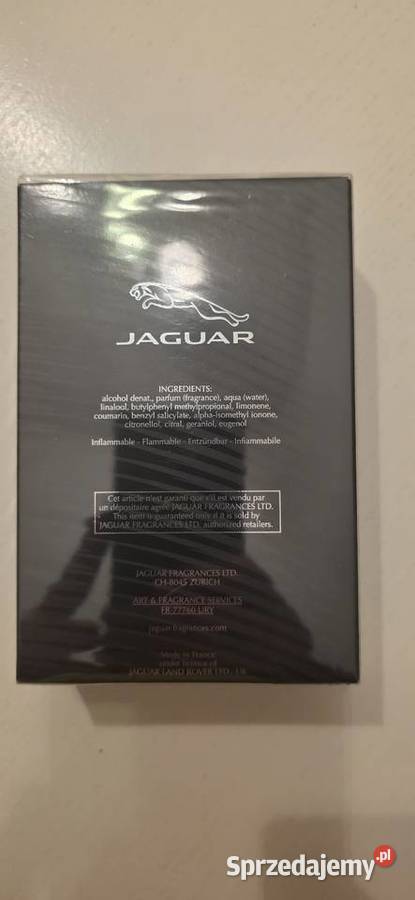 JAGUAR
INGREDIENTS:
alcohol denat., parfum (fragrance), aqua (water),
linalool, butylphenyl methylpropional, limonene,
coumarin, benzyl salicylate, alpha-isomethyl ionone,
citronellol, citral, geraniol, eugenol
Inflammable - Flammable - Entzündbar - Infiammabile
Cet article n'est garanti que s'il est vendu par
un dépositaire agréé JAGUAR FRAGRANCES LTD.
This item is guaranteed only if it is sold by
JAGUAR FRAGRANCES LTD. authorized retailers.
JAGUAR FRAGRANCES LTD.
CH-8045 ZURICH
ART & FRAGRANCE SERVICES
FR-77760 URY
jaguar-fragrances.com
Made in France
under licence of
JAGUAR LAND ROVER LTD., UK
Sprzedajemy.pl